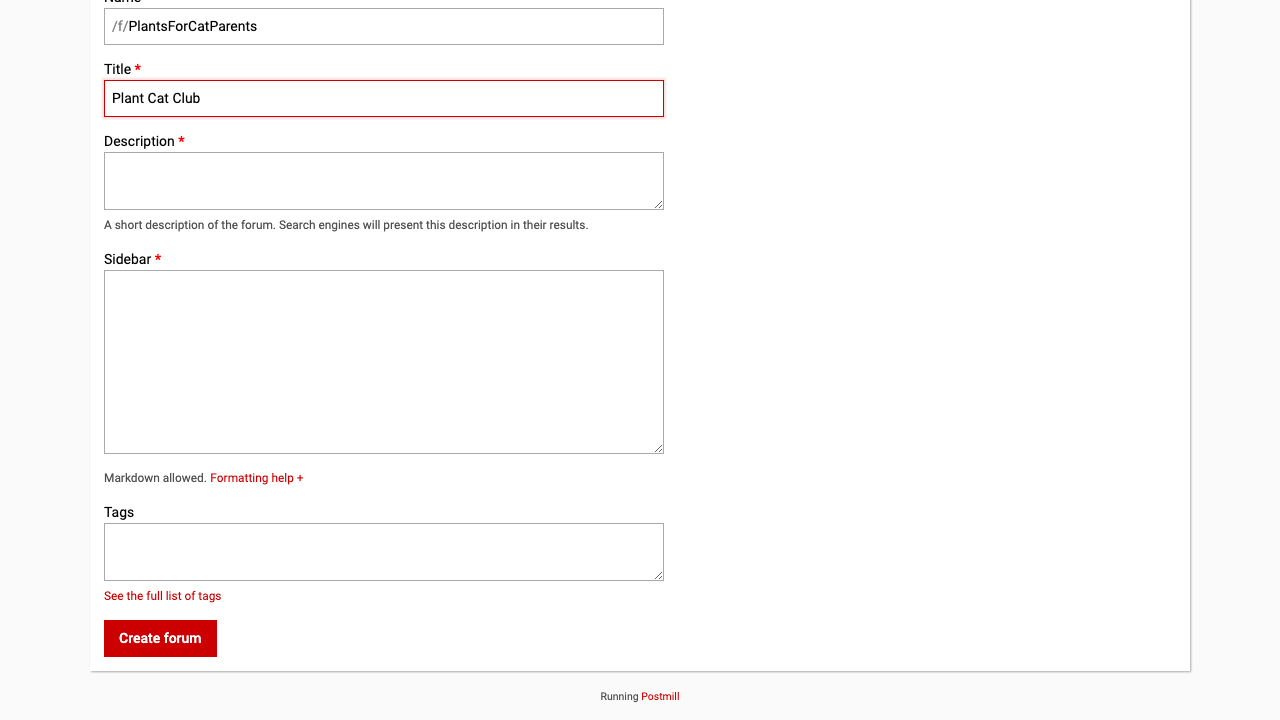 /f/PlantsForCatParents
Title *
Plant Cat Club
Description *
A short description of the forum. Search engines will present this description in their results.
Sidebar *
Markdown allowed. Formatting help +
Tags
See the full list of tags
Create forum
Running Postmill